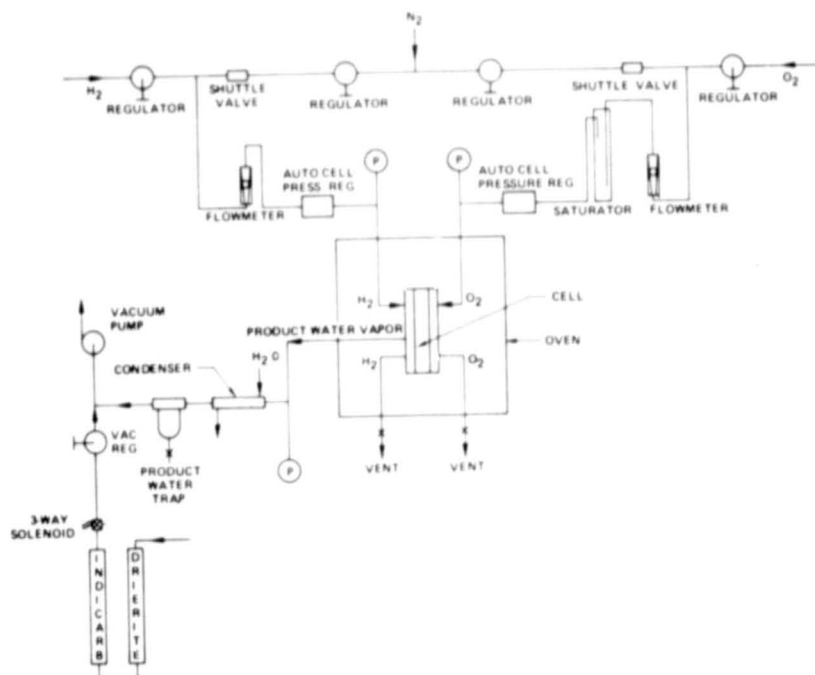 N2
H2
REGULATOR
SHUTTLE
VALVE
REGULATOR
REGULATOR
SHUTTLE VALVE
REGULATOR
O2
P
P
AUTO CELL
PRESS REG
AUTO CELL
PRESSURE REG
FLOWMETER
SATURATOR
FLOWMETER
H2
O2
CELL
VACUUM
PUMP
PRODUCT WATER VAPOR
OVEN
H2O
H2
O2
CONDENSER
VAC
REG
PRODUCT
WATER
TRAP
P
X
X
X
VENT
VENT
3-WAY
SOLENOID
INDICARB
DRIERITE